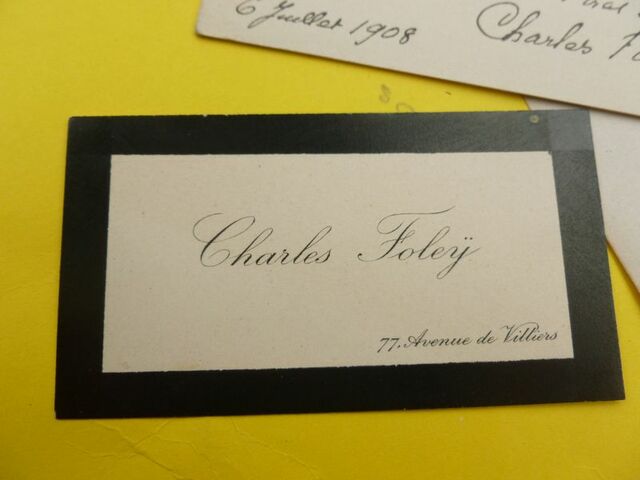 6 Juillet 1908
Charles
Charles Foleÿ
77. Avenue de Villiers